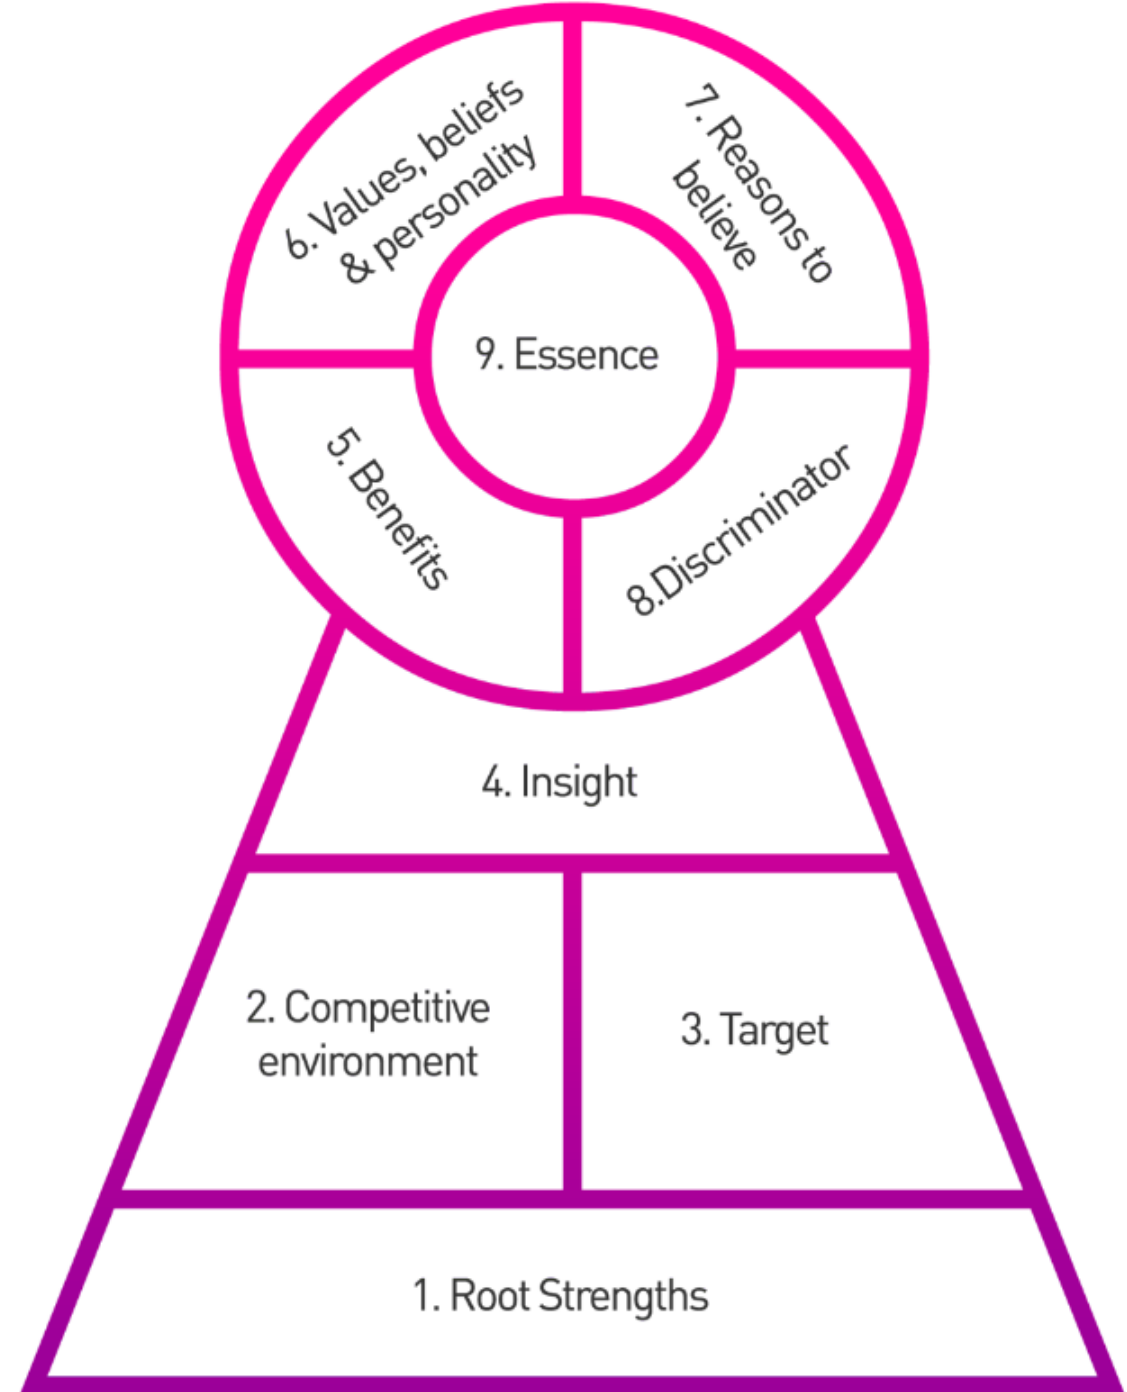 6. Values, beliefs
& personality
7. Reasons to
believe
9. Essence
5. Benefits
8.Discriminator
4. Insight
2. Competitive
environment
3. Target
1. Root Strengths